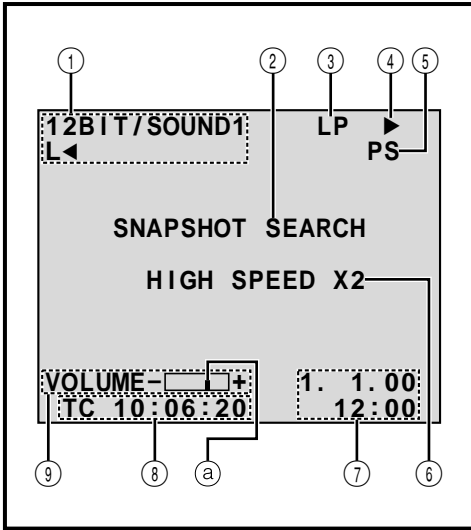 ① ② ③ ④ ⑤
12BIT/SOUND1 LP ▶
L◀ PS
SNAPSHOT SEARCH
HIGH SPEED X2
VOLUME–+ 1. 1.00
TC 10:06:20 12:00
⑨ ⑧ ⓐ ⑦ ⑥